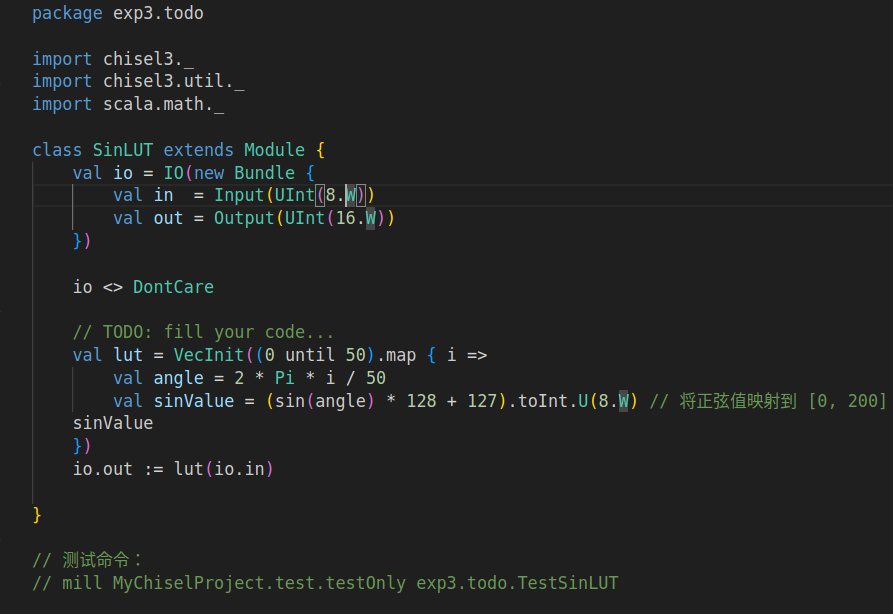 package exp3.todo
import chisel3._
import chisel3.util._
import scala.math._
class SinLUT extends Module {
val io = IO(new Bundle {
val in  = Input(UInt(8.W))
val out = Output(UInt(16.W))
})
io <> DontCare
// TODO: fill your code...
val lut = VecInit((0 until 50).map { i =>
val angle = 2 * Pi * i / 50
val sinValue = (sin(angle) * 128 + 127).toInt.U(8.W) // 将正弦值映射到 [0, 200]
sinValue
})
io.out := lut(io.in)
}
// 测试命令：
// mill MyChiselProject.test.testOnly exp3.todo.TestSinLUT